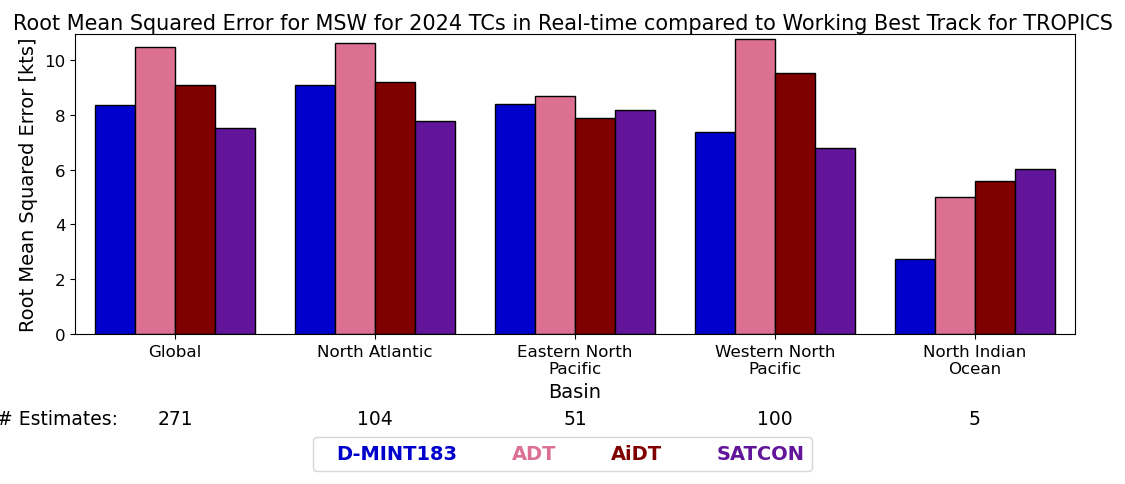 Root Mean Squared Error for MSW for 2024 TCs in Real-time compared to Working Best Track for TROPICS
Root Mean Squared Error [kts]
10
8
6
4
2
0
Global
North Atlantic
Eastern North
Pacific
Western North
Pacific
North Indian
Ocean
Basin
# Estimates: 271 104 51 100 5
D-MINT183 ADT AiDT SATCON